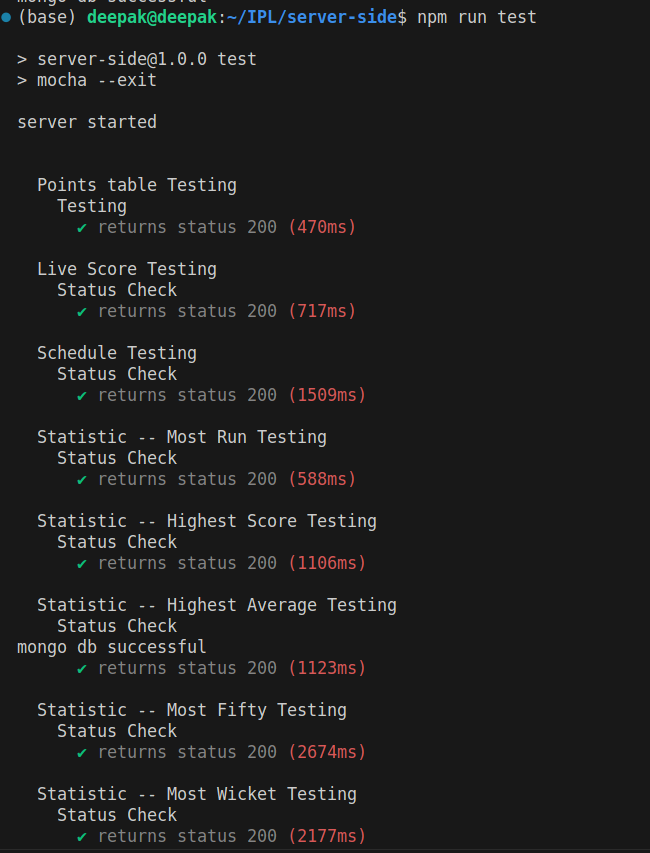 mongo db successful
(base) deepak@deepak:~/IPL/server-side$ npm run test
> server-side@1.0.0 test
> mocha --exit
server started
Points table Testing
Testing
✔ returns status 200 (470ms)
Live Score Testing
Status Check
✔ returns status 200 (717ms)
Schedule Testing
Status Check
✔ returns status 200 (1509ms)
Statistic -- Most Run Testing
Status Check
✔ returns status 200 (588ms)
Statistic -- Highest Score Testing
Status Check
✔ returns status 200 (1106ms)
Statistic -- Highest Average Testing
Status Check
mongo db successful
✔ returns status 200 (1123ms)
Statistic -- Most Fifty Testing
Status Check
✔ returns status 200 (2674ms)
Statistic -- Most Wicket Testing
Status Check
✔ returns status 200 (2177ms)